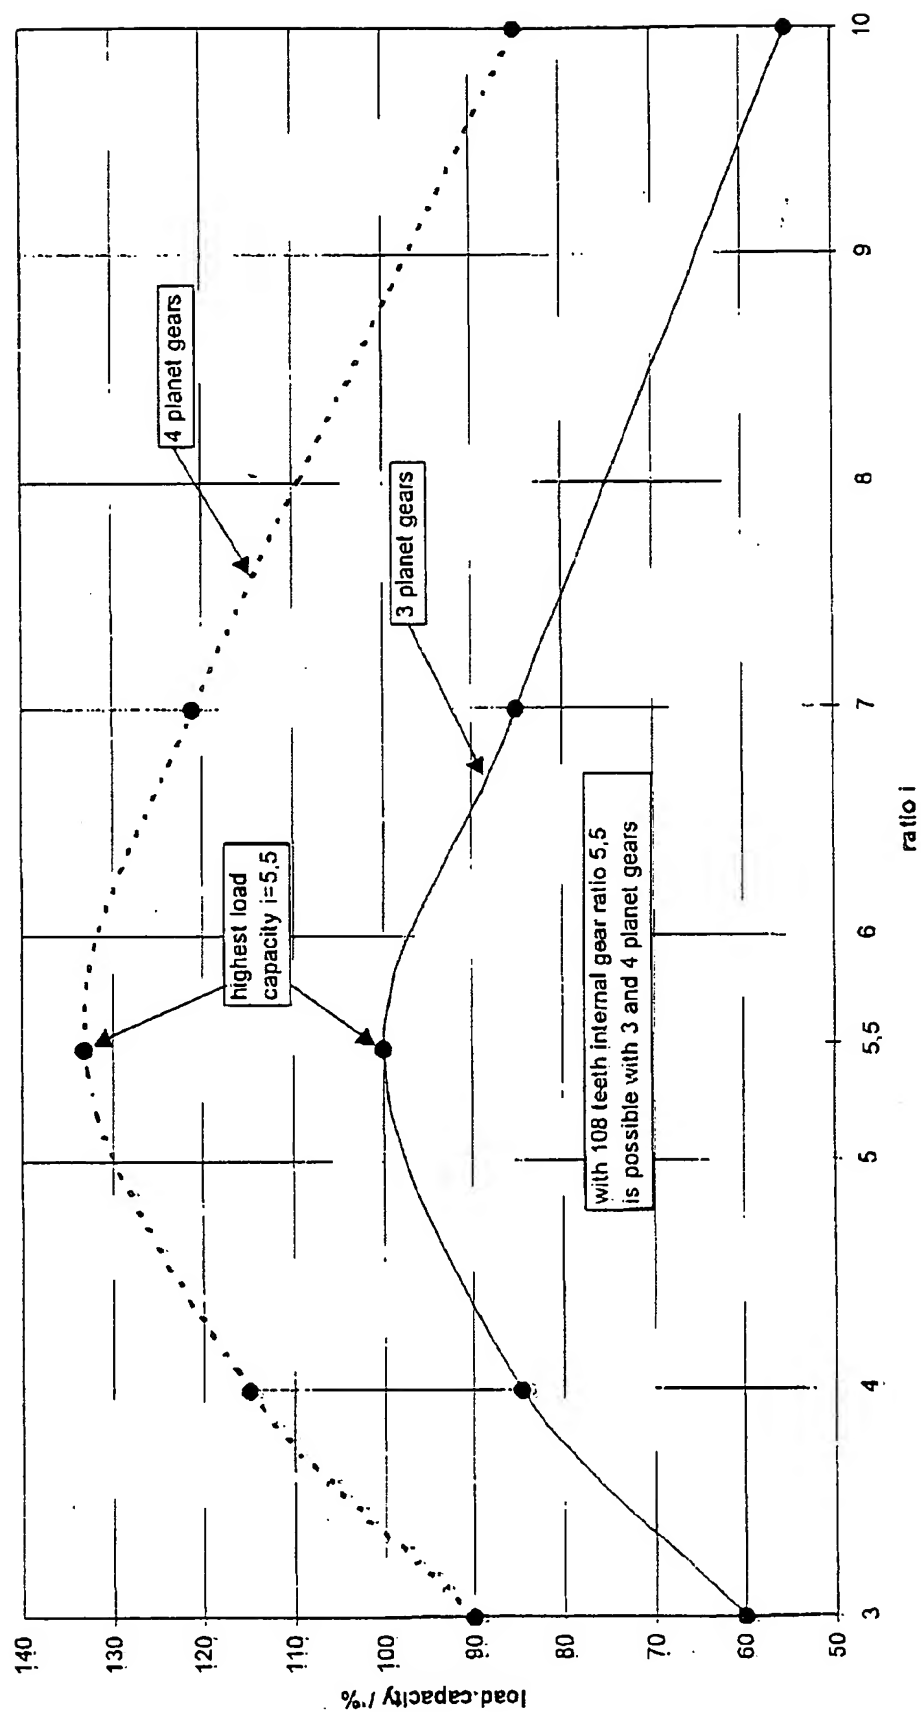 4 planet gears
3 planet gears
highest load
capacity i=5,5
with 108 teeth internal gear ratio 5,5
is possible with 3 and 4 planet gears
load-capacity / %
140
130
120
110
100
90
80
70
60
50
3
4
5
5,5
6
7
8
9
10
ratio i